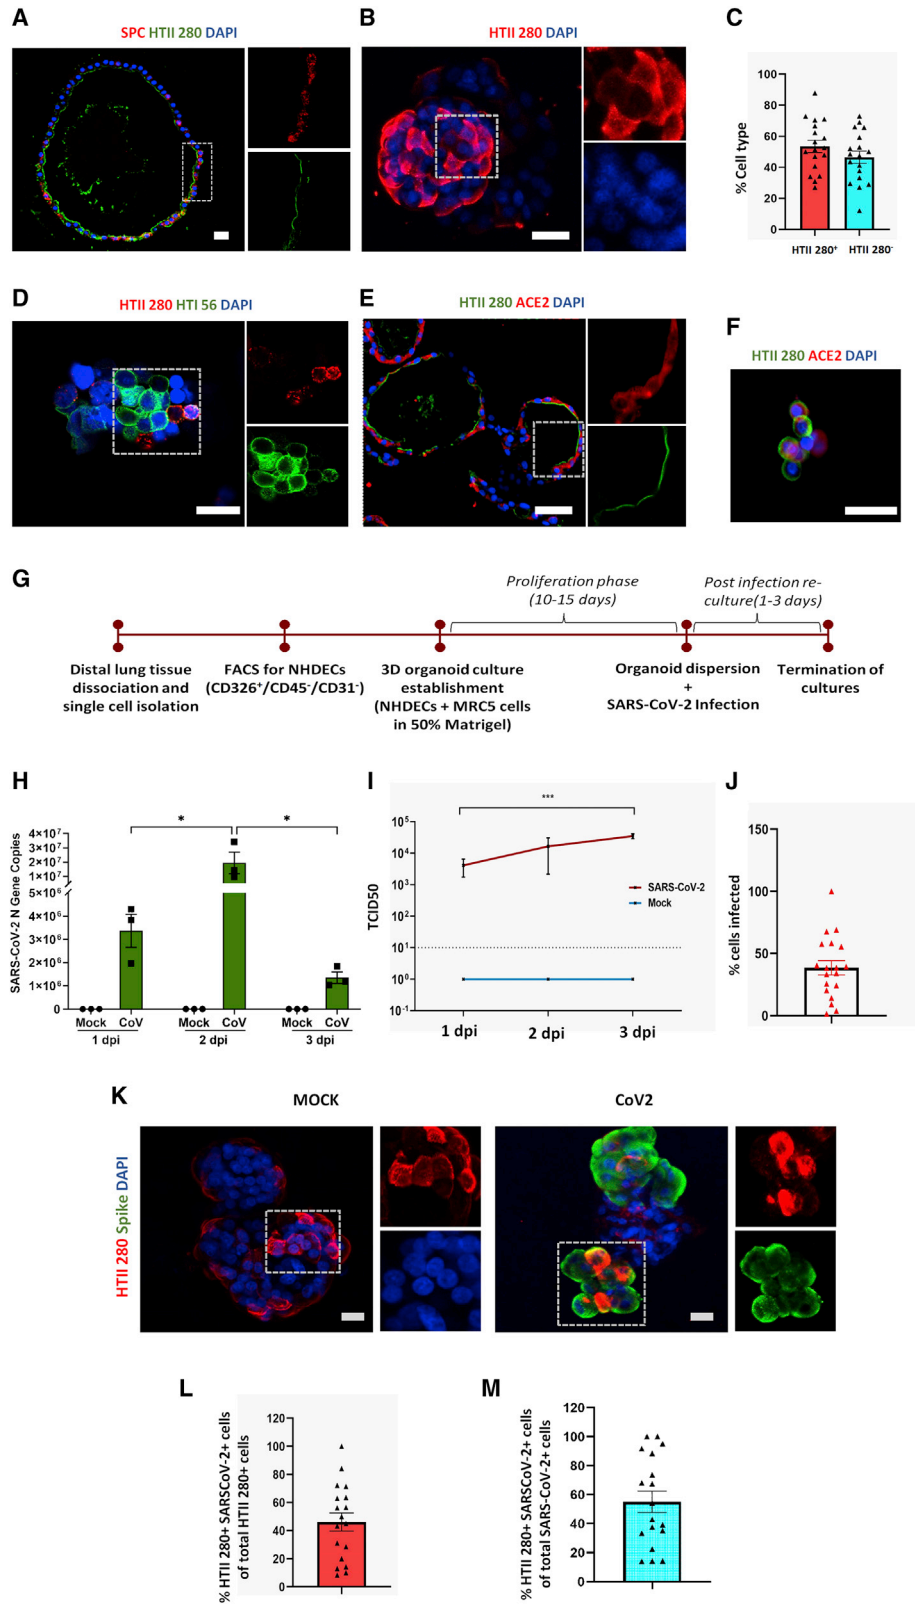 A
SPC HTII 280 DAPI
B
HTII 280 DAPI
C
% Cell type
100
80
60
40
20
0
HTII 280+
HTII 280-
D
HTII 280 HTI 56 DAPI
E
HTII 280 ACE2 DAPI
F
HTII 280 ACE2 DAPI
G
Proliferation phase
(10-15 days)
Post infection re-
culture(1-3 days)
Distal lung tissue
dissociation and
single cell isolation
FACS for NHDECs
(CD326+/CD45-/CD31-)
3D organoid culture
establishment
(NHDECs + MRC5 cells
in 50% Matrigel)
Organoid dispersion
+
SARS-CoV-2 Infection
Termination of
cultures
H
SARS-CoV-2 N Gene Copies
4×10⁷
3×10⁷
2×10⁷
1×10⁷
5×10⁶
4×10⁶
3×10⁶
2×10⁶
1×10⁶
0
*
*
Mock CoV Mock CoV Mock CoV
1 dpi 2 dpi 3 dpi
I
TCID50
10⁵
10⁴
10³
10²
10¹
10⁰
10⁻¹
***
SARS-CoV-2
Mock
1 dpi 2 dpi 3 dpi
J
% cells infected
150
100
50
0
K
MOCK
CoV2
HTII 280 Spike DAPI
L
% HTII 280+ SARSCoV-2+ cells
of total HTII 280+ cells
120
100
80
60
40
20
0
M
% HTII 280+ SARSCoV-2+ cells
of total SARS-CoV-2+ cells
120
100
80
60
40
20
0